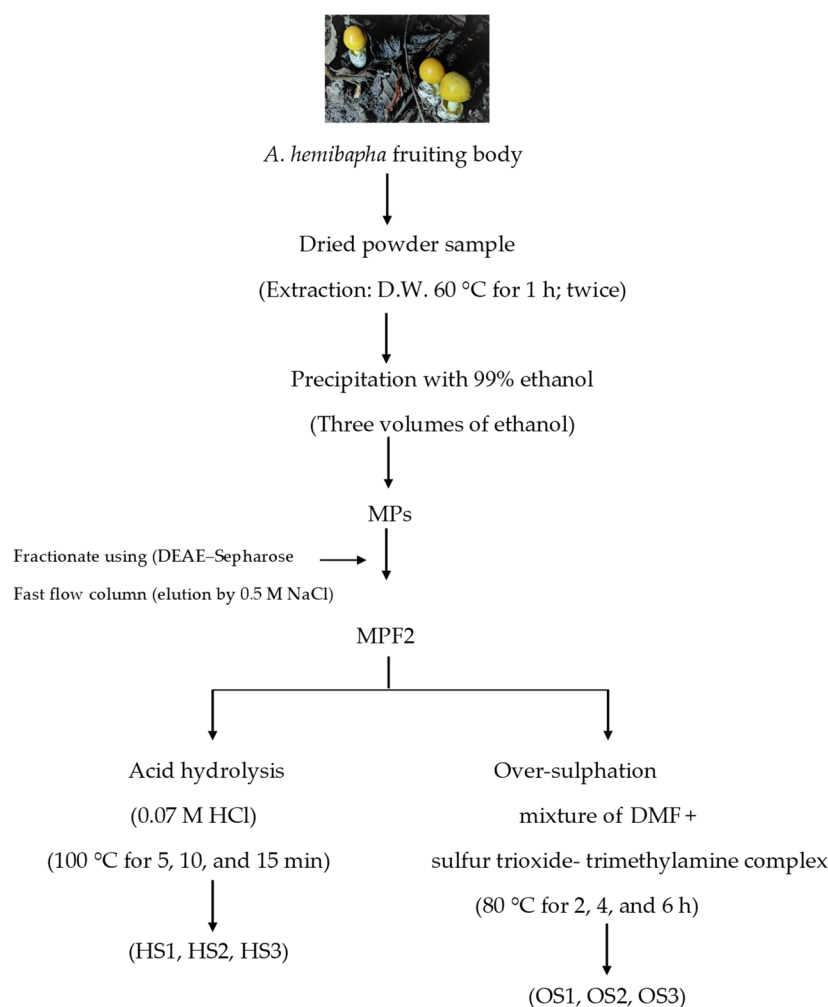 A. hemibapha fruiting body
Dried powder sample
(Extraction: D.W. 60 °C for 1 h; twice)
Precipitation with 99% ethanol
(Three volumes of ethanol)
MPs
Fractionate using (DEAE–Sepharose
Fast flow column (elution by 0.5 M NaCl)
MPF2
Acid hydrolysis
(0.07 M HCl)
(100 °C for 5, 10, and 15 min)
(HS1, HS2, HS3)
Over-sulphation
mixture of DMF +
sulfur trioxide- trimethylamine complex
(80 °C for 2, 4, and 6 h)
(OS1, OS2, OS3)